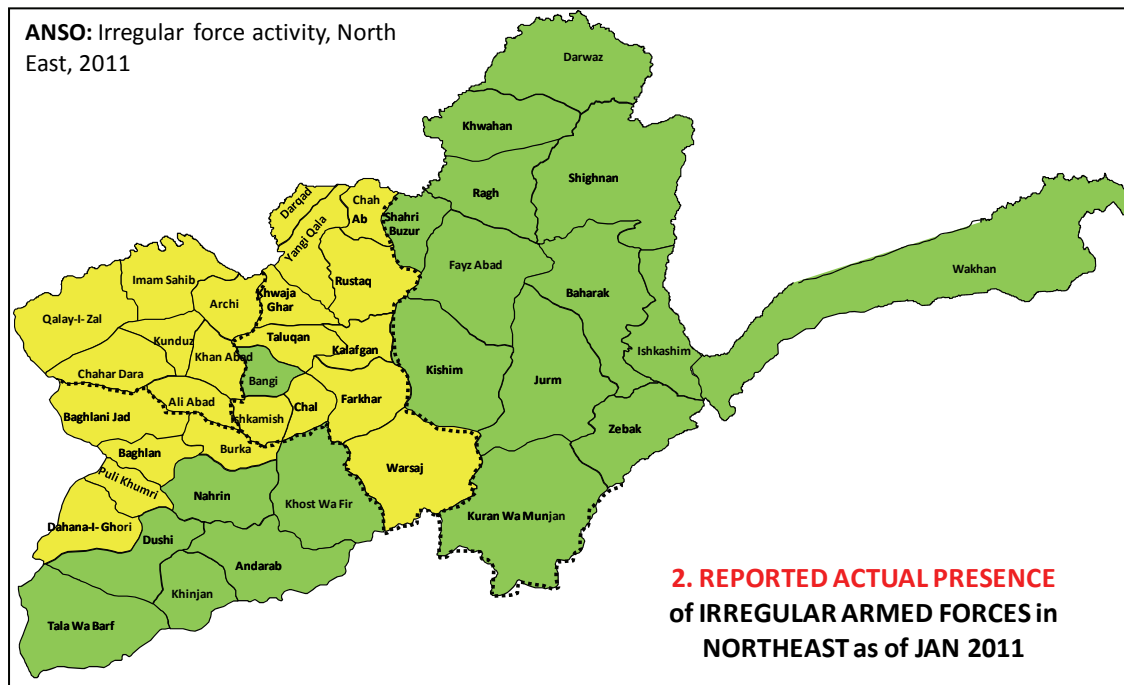 ANSO: Irregular force activity, North
East, 2011
Darwaz
Khwahan
Shighnan
Ragh
Darqad
Chah
Ab
Yangi Qala
Shahri
Buzur
Fayz Abad
Wakhan
Imam Sahib
Rustaq
Archi
Khwaja
Ghar
Baharak
Qalay-I- Zal
Kunduz
Taluqan
Khan Abad
Kalafgan
Ishkashim
Chahar Dara
Bangi
Kishim
Jurm
Ali Abad
Farkhar
Baghlani Jad
Ishkamish
Chal
Zebak
Burka
Baghlan
Warsaj
Puli Khumri
Nahrin
Khost Wa Fir
Kuran Wa Munjan
Dahana-I- Ghori
Dushi
Andarab
Khinjan
Tala Wa Barf
2. REPORTED ACTUAL PRESENCE
of IRREGULAR ARMED FORCES in
NORTHEAST as of JAN 2011